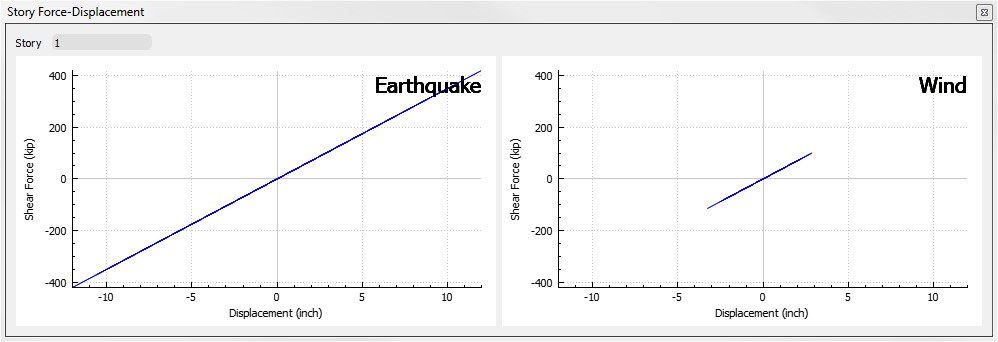 Story Force-Displacement
Story 1
Earthquake
400
200
0
-200
-400
Shear Force (kip)
-10 -5 0 5 10
Displacement (inch)
Wind
400
200
0
-200
-400
Shear Force (kip)
-10 -5 0 5 10
Displacement (inch)